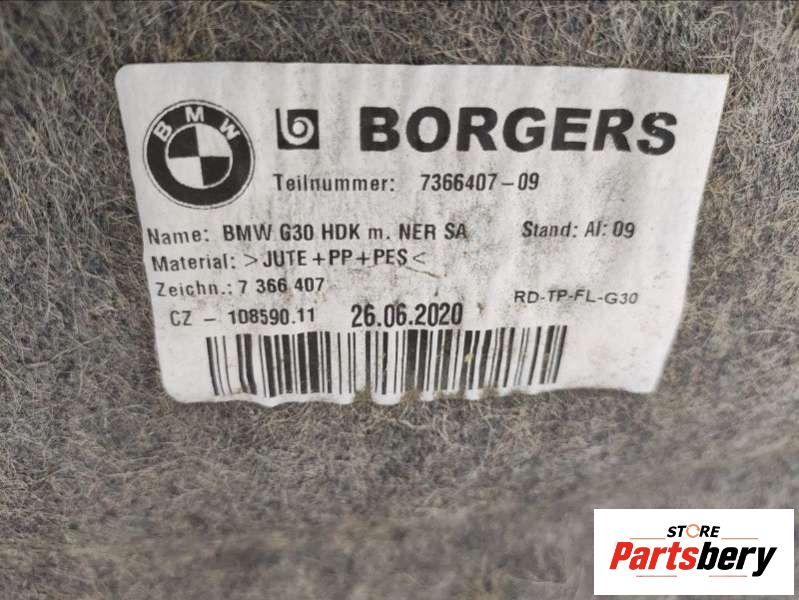 BMW
BORGERS
Teilnummer: 7366407-09
Name: BMW G30 HDK m. NER SA Stand: AI: 09
Material: >JUTE+PP+PES<
Zeichn.: 7 366 407
RD-TP-FL-G30
CZ - 108590.11 26.06.2020
STORE
Partsbery